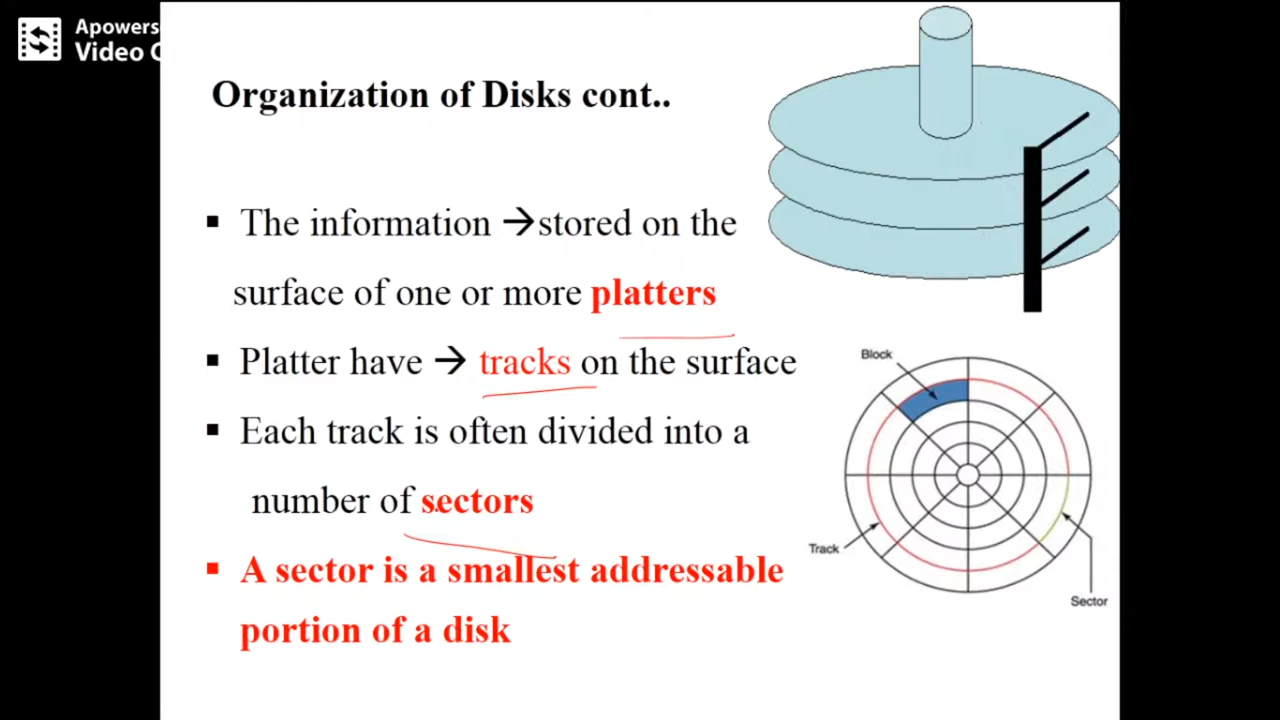 Apowers
Video C
Organization of Disks cont..
▪ The information →stored on the
surface of one or more platters
▪ Platter have → tracks on the surface
▪ Each track is often divided into a
number of sectors
▪ A sector is a smallest addressable
portion of a disk
Block
Track
Sector